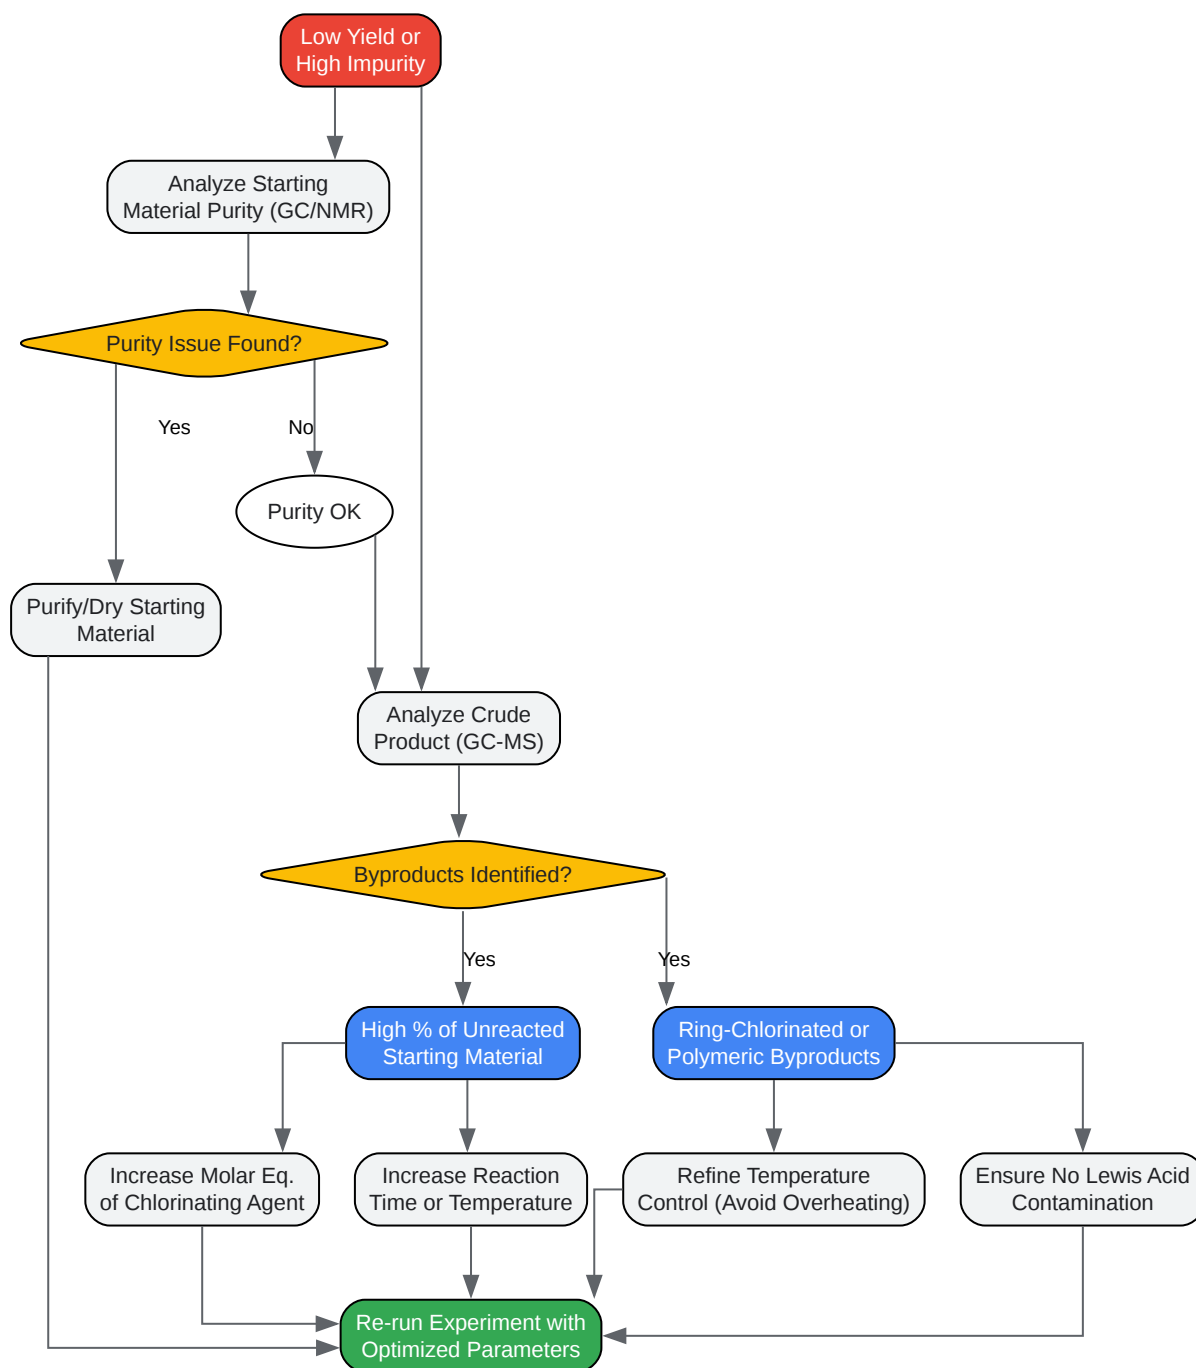 Low Yield or
High Impurity
Analyze Starting
Material Purity (GC/NMR)
Purity Issue Found?
Yes
No
Purity OK
Purify/Dry Starting
Material
Analyze Crude
Product (GC-MS)
Byproducts Identified?
Yes
Yes
High % of Unreacted
Starting Material
Ring-Chlorinated or
Polymeric Byproducts
Increase Molar Eq.
of Chlorinating Agent
Increase Reaction
Time or Temperature
Refine Temperature
Control (Avoid Overheating)
Ensure No Lewis Acid
Contamination
Re-run Experiment with
Optimized Parameters